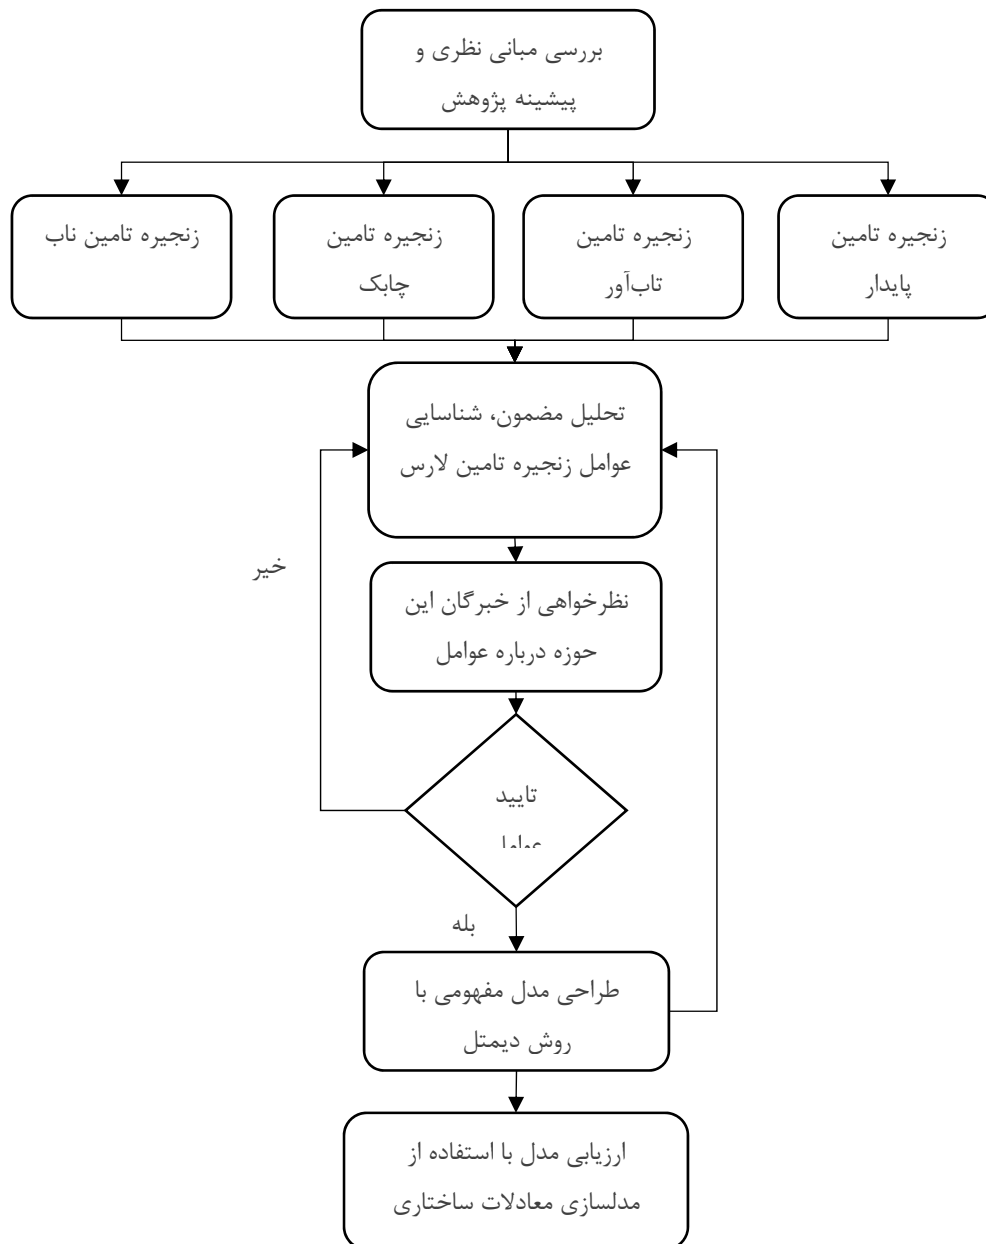 بررسی مبانی نظری و
پیشینه پژوهش
زنجیره تامین
پایدار
زنجیره تامین
تاب‌آور
زنجیره تامین
چابک
زنجیره تامین ناب
تحلیل مضمون، شناسایی
عوامل زنجیره تامین لارس
خیر
نظرخواهی از خبرگان این
حوزه درباره عوامل
تایید
عوامل
بله
طراحی مدل مفهومی با
روش دیمتل
ارزیابی مدل با استفاده از
مدلسازی معادلات ساختاری